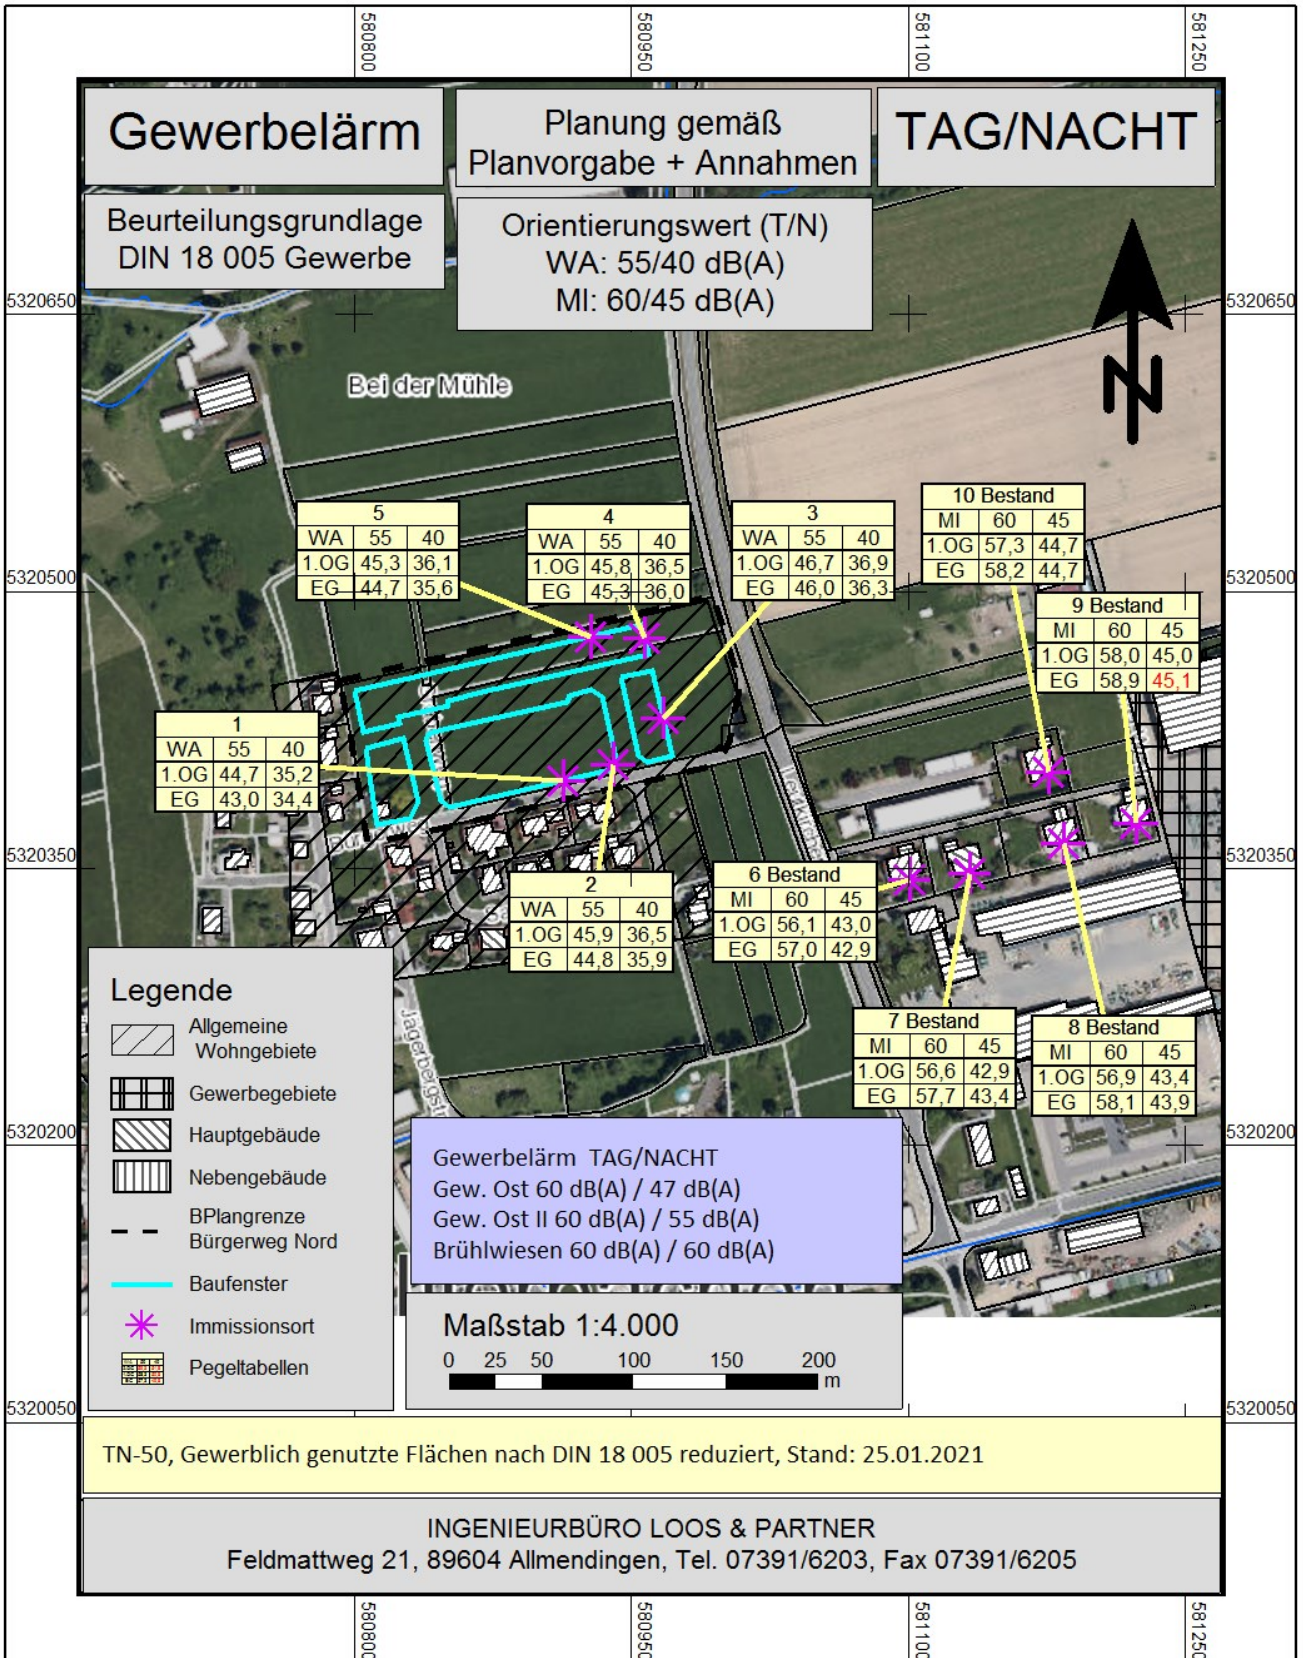 580800
580950
581100
581250
Gewerbelärm
Planung gemäß
Planvorgabe + Annahmen
TAG/NACHT
Beurteilungsgrundlage
DIN 18 005 Gewerbe
Orientierungswert (T/N)
WA: 55/40 dB(A)
MI: 60/45 dB(A)
5320650
5320650
Bei der Mühle
5
WA 55 40
1.OG 45,3 36,1
EG 44,7 35,6
4
WA 55 40
1.OG 45,8 36,5
EG 45,3 36,0
3
WA 55 40
1.OG 46,7 36,9
EG 46,0 36,3
10 Bestand
MI 60 45
1.OG 57,3 44,7
EG 58,2 44,7
5320500
5320500
9 Bestand
MI 60 45
1.OG 58,0 45,0
EG 58,9 45,1
1
WA 55 40
1.OG 44,7 35,2
EG 43,0 34,4
5320350
5320350
2
WA 55 40
1.OG 45,9 36,5
EG 44,8 35,9
6 Bestand
MI 60 45
1.OG 56,1 43,0
EG 57,0 42,9
7 Bestand
MI 60 45
1.OG 56,6 42,9
EG 57,7 43,4
8 Bestand
MI 60 45
1.OG 56,9 43,4
EG 58,1 43,9
Legende
Allgemeine
Wohngebiete
Gewerbegebiete
Hauptgebäude
Nebengebäude
BPlangrenze
Bürgerweg Nord
Baufenster
Immissionsort
Pegeltabellen
5320200
5320200
Gewerbelärm TAG/NACHT
Gew. Ost 60 dB(A) / 47 dB(A)
Gew. Ost II 60 dB(A) / 55 dB(A)
Brühlwiesen 60 dB(A) / 60 dB(A)
Maßstab 1:4.000
0 25 50 100 150 200
m
5320050
5320050
TN-50, Gewerblich genutzte Flächen nach DIN 18 005 reduziert, Stand: 25.01.2021
INGENIEURBÜRO LOOS & PARTNER
Feldmattweg 21, 89604 Allmendingen, Tel. 07391/6203, Fax 07391/6205
580800
580950
581100
581250